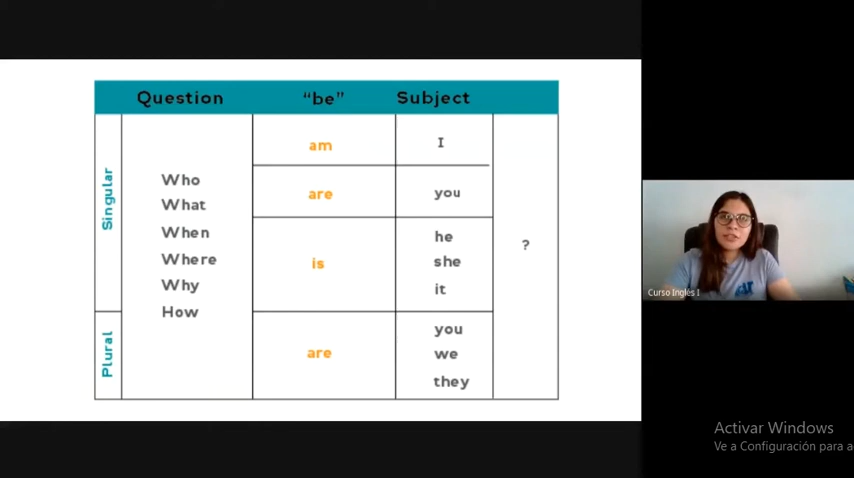 Question "be" Subject
Singular
Who
What
When
Where
Why
How
am I
are you
is
he
she
it
?
Plural
are
you
we
they
Curso Inglés I
Activar Windows
Ve a Configuración para a